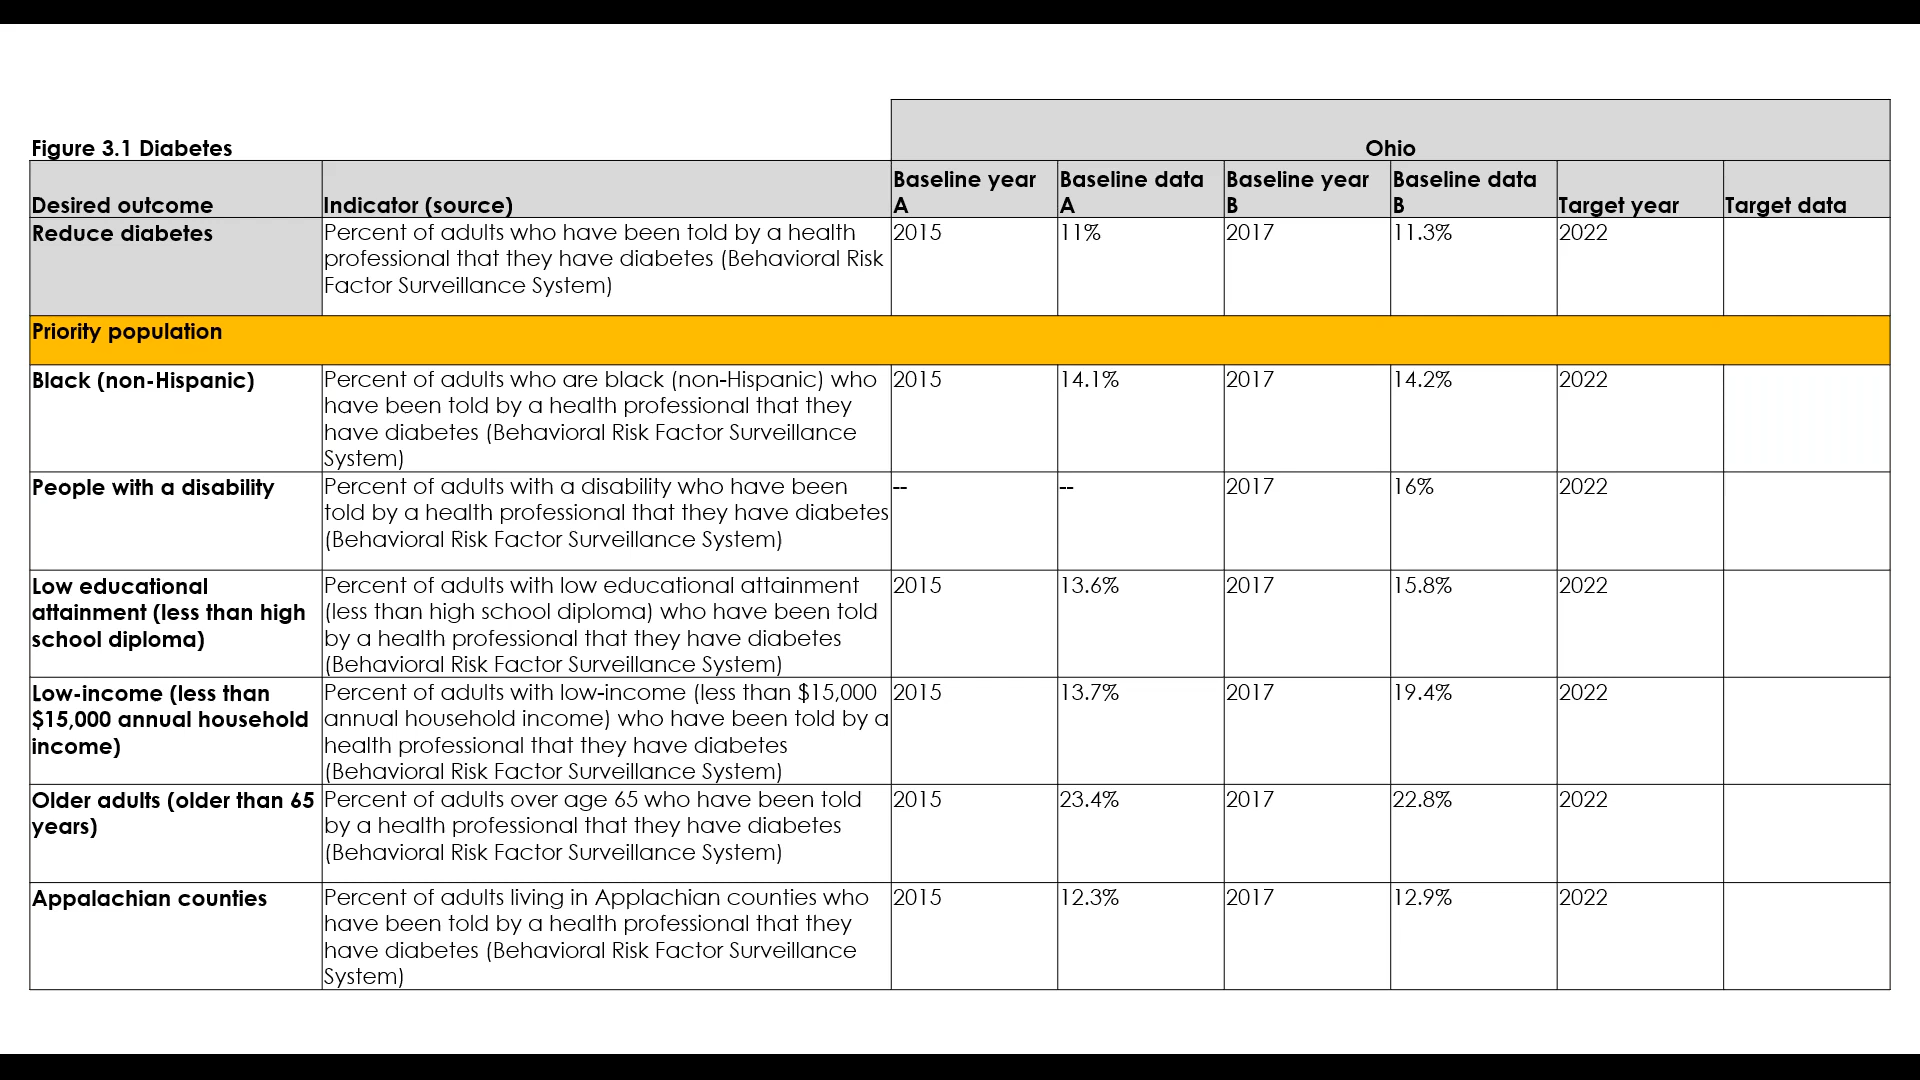 Figure 3.1 Diabetes
Ohio
Desired outcome
Indicator (source)
Baseline year
A
Baseline data
A
Baseline year
B
Baseline data
B
Target year
Target data
Reduce diabetes
Percent of adults who have been told by a health
professional that they have diabetes (Behavioral Risk
Factor Surveillance System)
2015
11%
2017
11.3%
2022
Priority population
Black (non-Hispanic)
Percent of adults who are black (non-Hispanic) who
have been told by a health professional that they
have diabetes (Behavioral Risk Factor Surveillance
System)
2015
14.1%
2017
14.2%
2022
People with a disability
Percent of adults with a disability who have been
told by a health professional that they have diabetes
(Behavioral Risk Factor Surveillance System)
--
--
2017
16%
2022
Low educational
attainment (less than high
school diploma)
Percent of adults with low educational attainment
(less than high school diploma) who have been told
by a health professional that they have diabetes
(Behavioral Risk Factor Surveillance System)
2015
13.6%
2017
15.8%
2022
Low-income (less than
$15,000 annual household
income)
Percent of adults with low-income (less than $15,000
annual household income) who have been told by a
health professional that they have diabetes
(Behavioral Risk Factor Surveillance System)
2015
13.7%
2017
19.4%
2022
Older adults (older than 65
years)
Percent of adults over age 65 who have been told
by a health professional that they have diabetes
(Behavioral Risk Factor Surveillance System)
2015
23.4%
2017
22.8%
2022
Appalachian counties
Percent of adults living in Applachian counties who
have been told by a health professional that they
have diabetes (Behavioral Risk Factor Surveillance
System)
2015
12.3%
2017
12.9%
2022